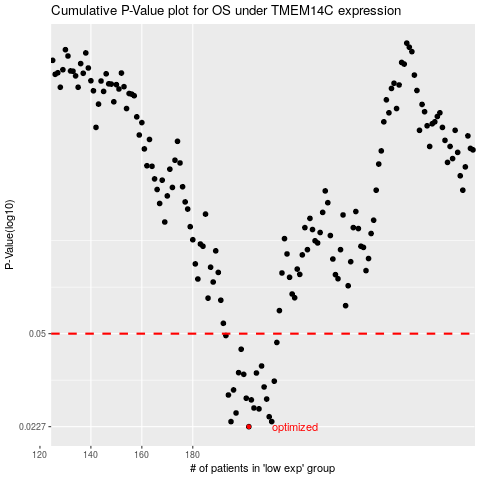 Cumulative P-Value plot for OS under TMEM14C expression
P-Value(log10)
0.05
0.0227
optimized
120 140 160 180
# of patients in 'low exp' group